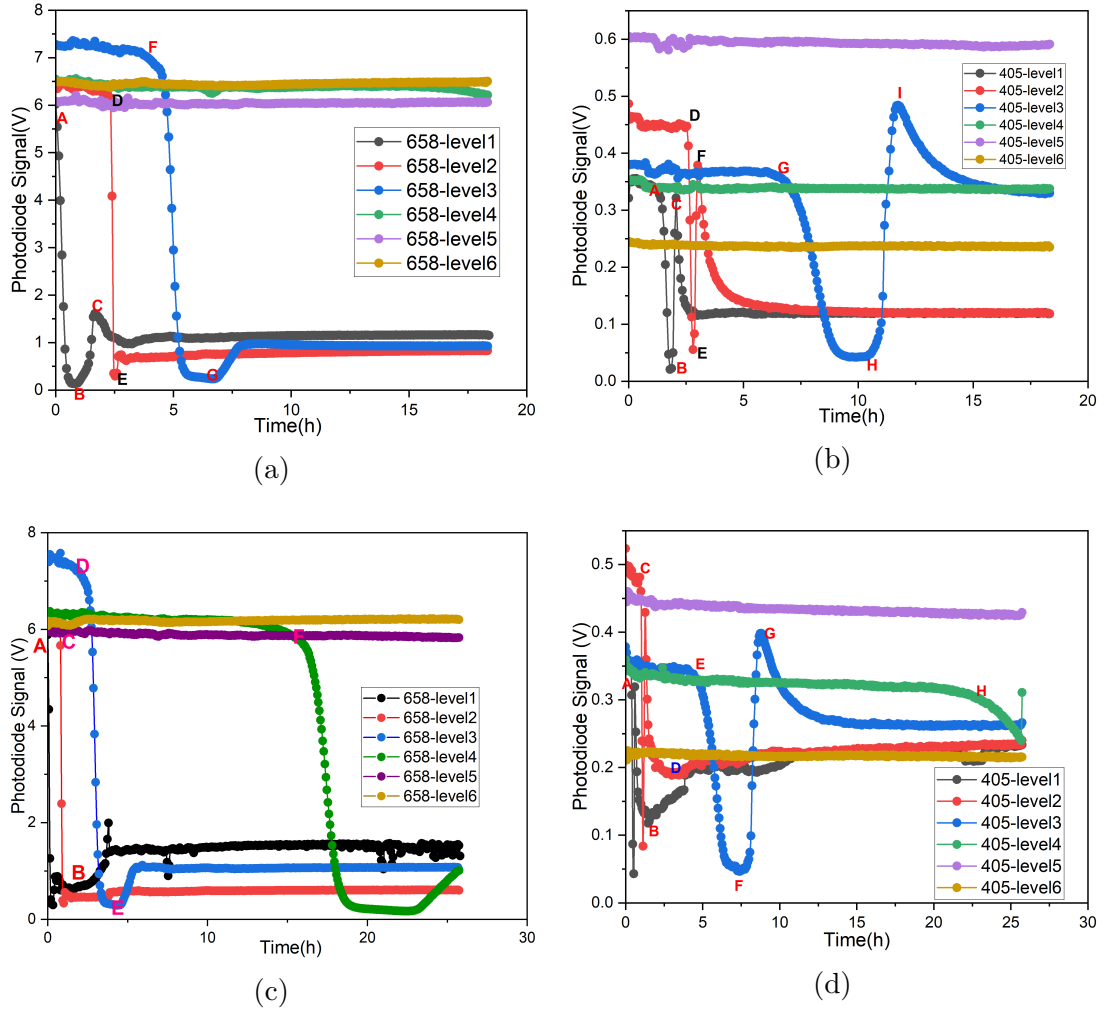 8
7
6
5
4
3
2
1
0
Photodiode Signal(V)
0
5
10
15
20
Time(h)
A
B
C
D
E
F
G
658-level1
658-level2
658-level3
658-level4
658-level5
658-level6
(a)
0.6
0.5
0.4
0.3
0.2
0.1
0.0
Photodiode Signal(V)
0
5
10
15
20
Time(h)
A
B
C
D
E
F
G
H
I
405-level1
405-level2
405-level3
405-level4
405-level5
405-level6
(b)
8
6
4
2
0
Photodiode Signal (V)
0
10
20
30
Time(h)
A
B
C
D
E
F
658-level1
658-level2
658-level3
658-level4
658-level5
658-level6
(c)
0.5
0.4
0.3
0.2
0.1
0.0
Photodiode Signal (V)
0
5
10
15
20
25
30
Time(h)
A
B
C
D
E
F
G
H
405-level1
405-level2
405-level3
405-level4
405-level5
405-level6
(d)